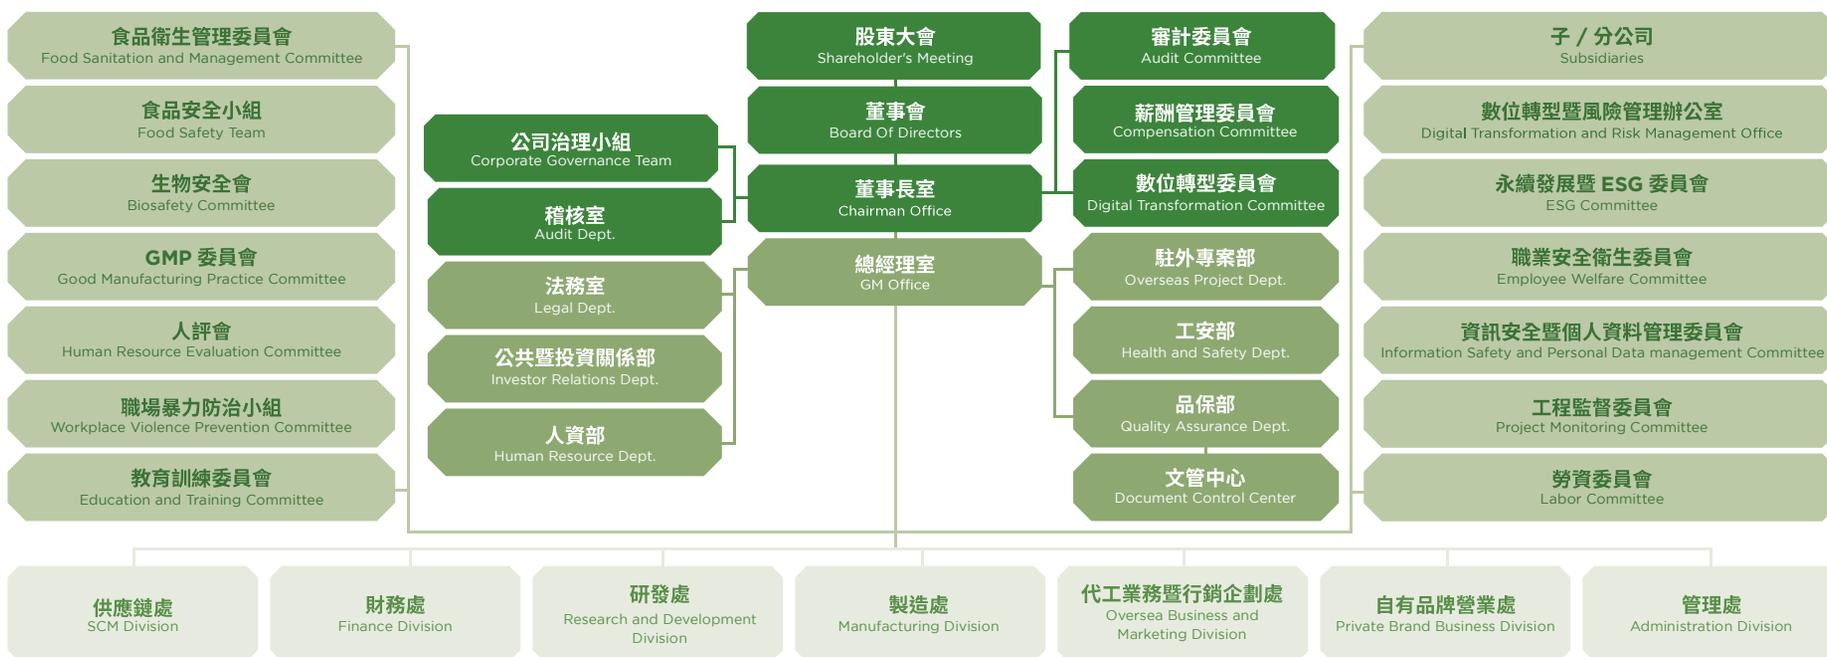 食品衛生管理委員會
Food Sanitation and Management Committee
食品安全小組
Food Safety Team
生物安全會
Biosafety Committee
GMP 委員會
Good Manufacturing Practice Committee
人評會
Human Resource Evaluation Committee
職場暴力防治小組
Workplace Violence Prevention Committee
教育訓練委員會
Education and Training Committee
公司治理小組
Corporate Governance Team
稽核室
Audit Dept.
法務室
Legal Dept.
公共暨投資關係部
Investor Relations Dept.
人資部
Human Resource Dept.
股東大會
Shareholder's Meeting
董事會
Board Of Directors
董事長室
Chairman Office
總經理室
GM Office
審計委員會
Audit Committee
薪酬管理委員會
Compensation Committee
數位轉型委員會
Digital Transformation Committee
駐外專案部
Overseas Project Dept.
工安部
Health and Safety Dept.
品保部
Quality Assurance Dept.
文管中心
Document Control Center
子 / 分公司
Subsidiaries
數位轉型暨風險管理辦公室
Digital Transformation and Risk Management Office
永續發展暨 ESG 委員會
ESG Committee
職業安全衛生委員會
Employee Welfare Committee
資訊安全暨個人資料管理委員會
Information Safety and Personal Data management Committee
工程監督委員會
Project Monitoring Committee
勞資委員會
Labor Committee
供應鏈處
SCM Division
財務處
Finance Division
研發處
Research and Development
Division
製造處
Manufacturing Division
代工業務暨行銷企劃處
Oversea Business and
Marketing Division
自有品牌營業處
Private Brand Business Division
管理處
Administration Division